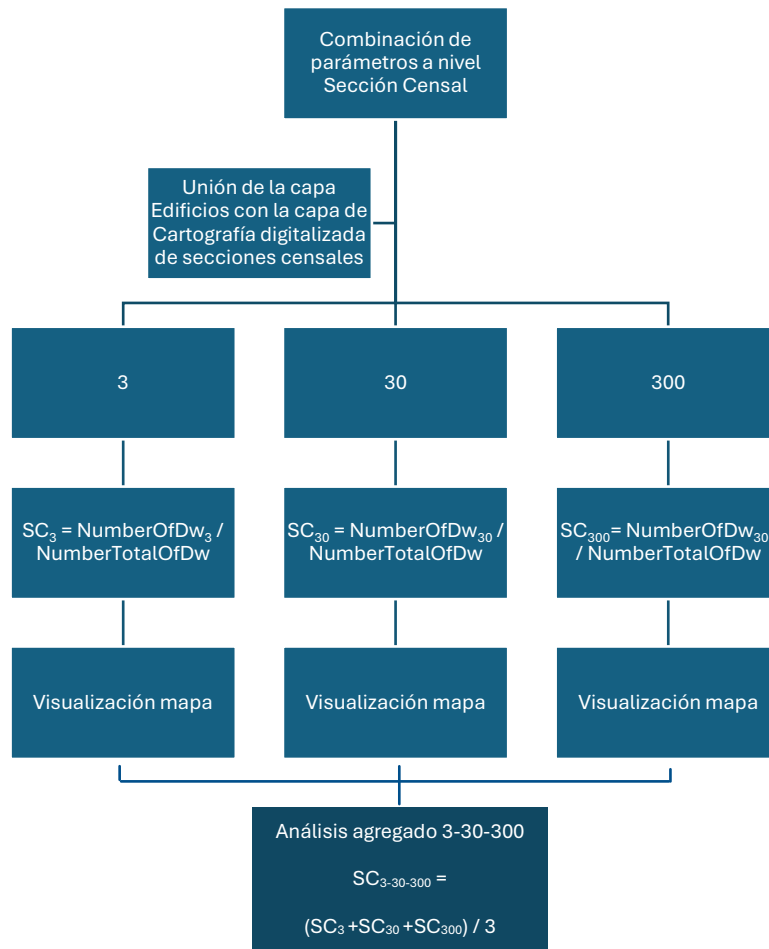 Combinación de
parámetros a nivel
Sección Censal
Unión de la capa
Edificios con la capa de
Cartografía digitalizada
de secciones censales
3
30
300
SC₃ = NumberOfDw₃ /
NumberTotalOfDw
SC₃₀ = NumberOfDw₃₀ /
NumberTotalOfDw
SC₃₀₀= NumberOfDw₃₀
/ NumberTotalOfDw
Visualización mapa
Visualización mapa
Visualización mapa
Análisis agregado 3-30-300
SC₃₋₃₀₋₃₀₀ =
(SC₃ +SC₃₀ +SC₃₀₀) / 3